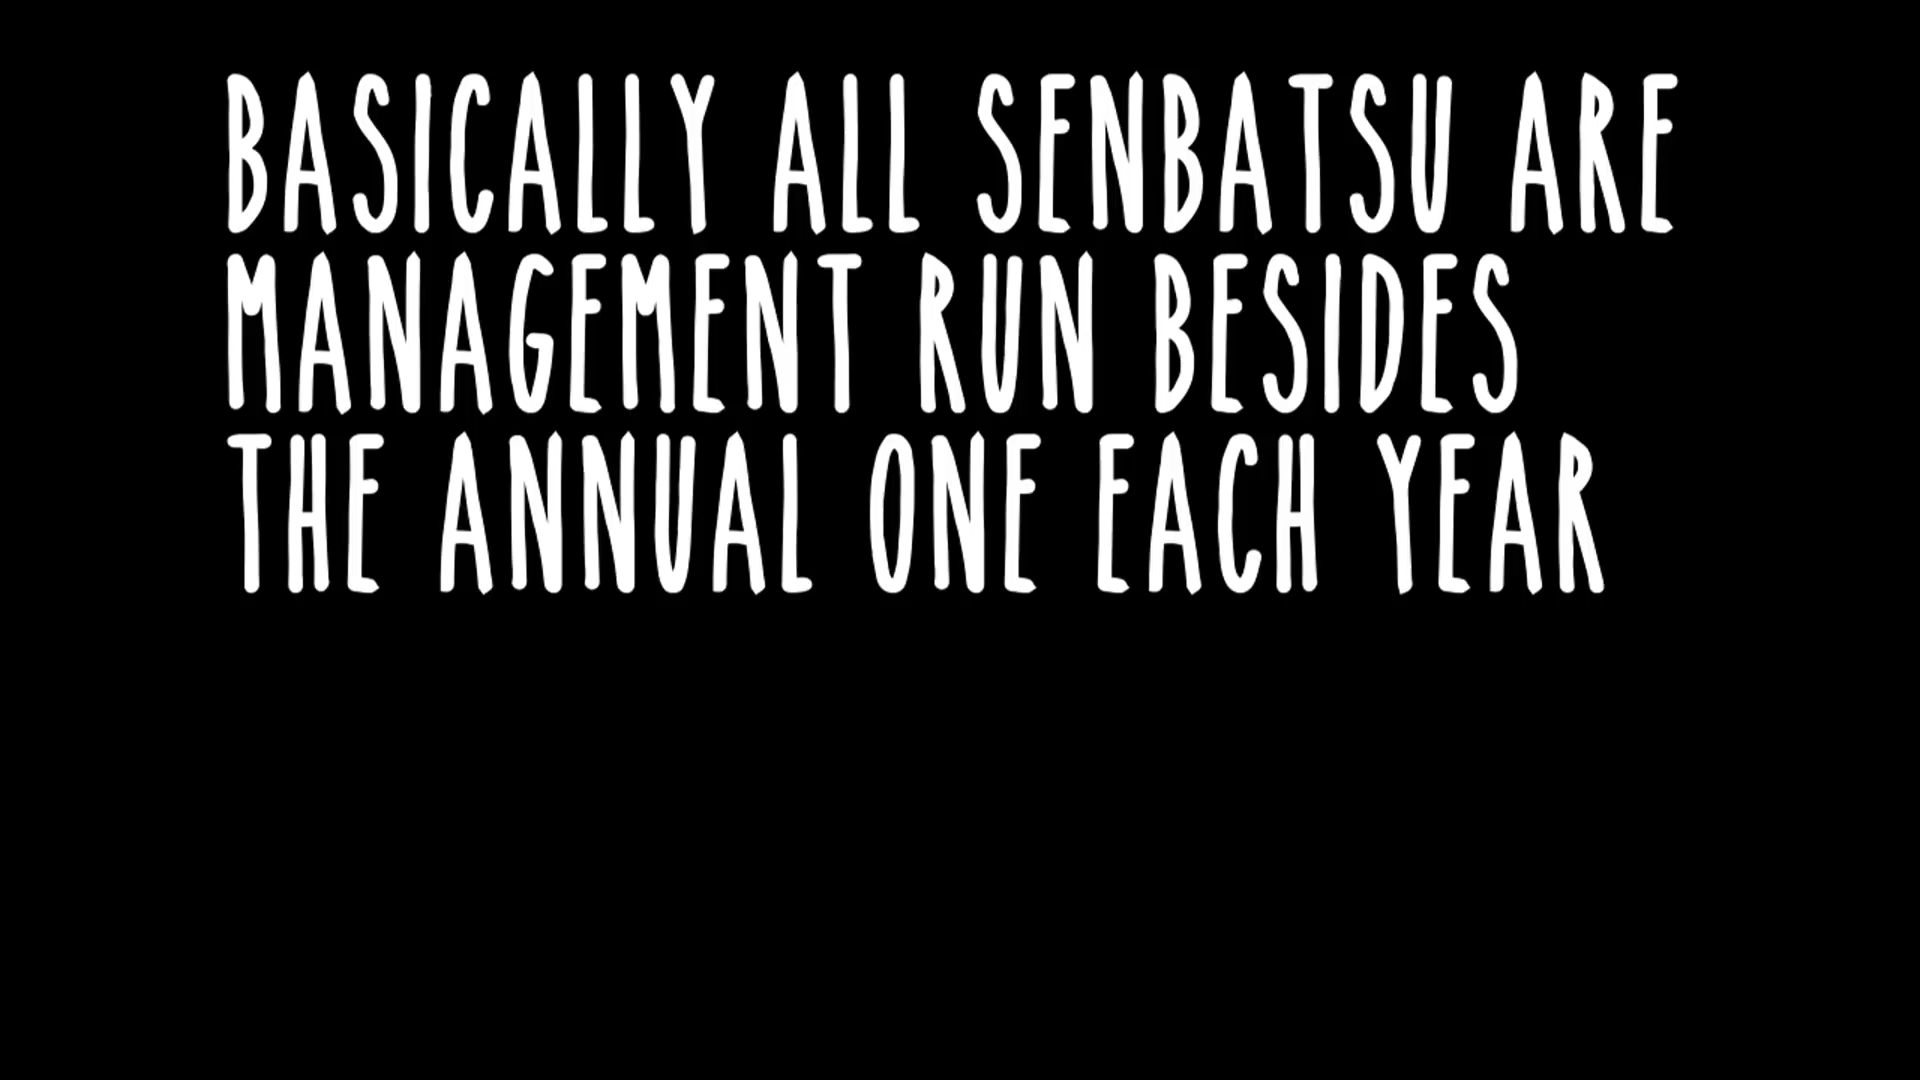 BASICALLY ALL SENBATSU ARE
MANAGEMENT RUN BESIDES
THE ANNUAL ONE EACH YEAR